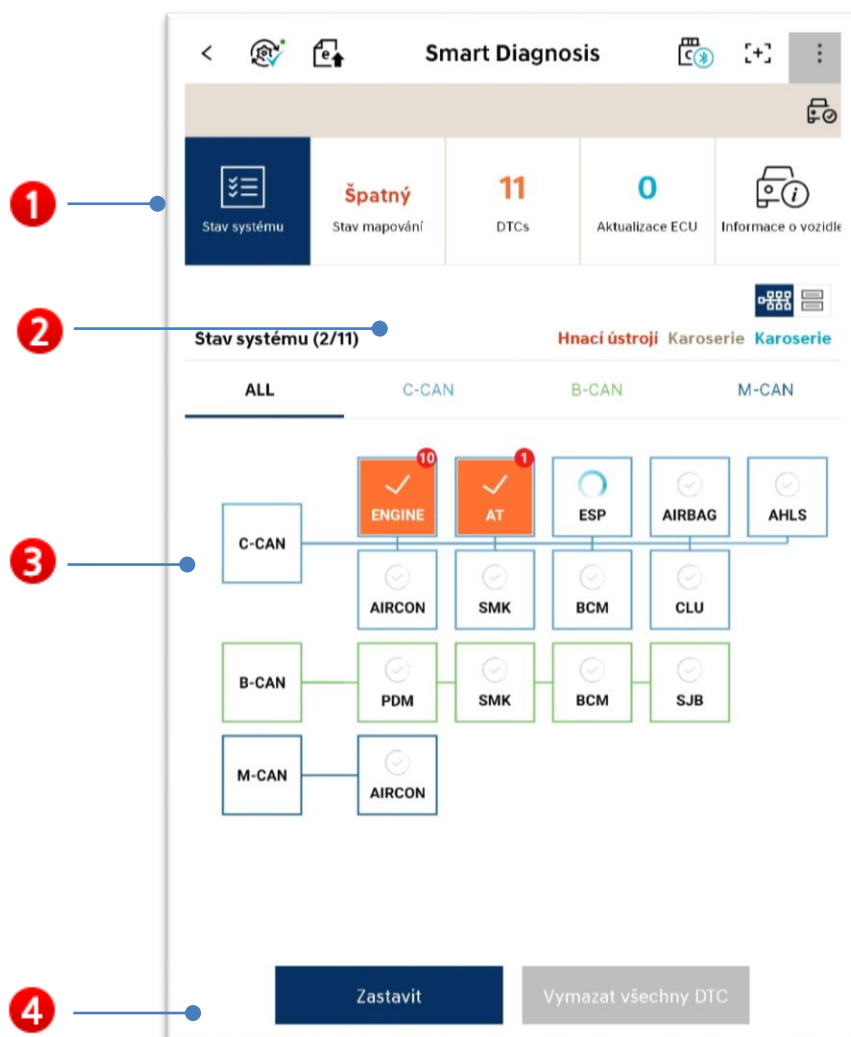 Smart Diagnosis
1
Špatný
11
0
Stav systému
Stav mapování
DTCs
Aktualizace ECU
Informace o vozidle
2
Stav systému (2/11)
Hnací ústrojí Karoserie Karoserie
ALL
C-CAN
B-CAN
M-CAN
10
1
ENGINE
AT
ESP
AIRBAG
AHLS
3
C-CAN
AIRCON
SMK
BCM
CLU
B-CAN
PDM
SMK
BCM
SJB
M-CAN
AIRCON
4
Zastavit
Vymazat všechny DTC